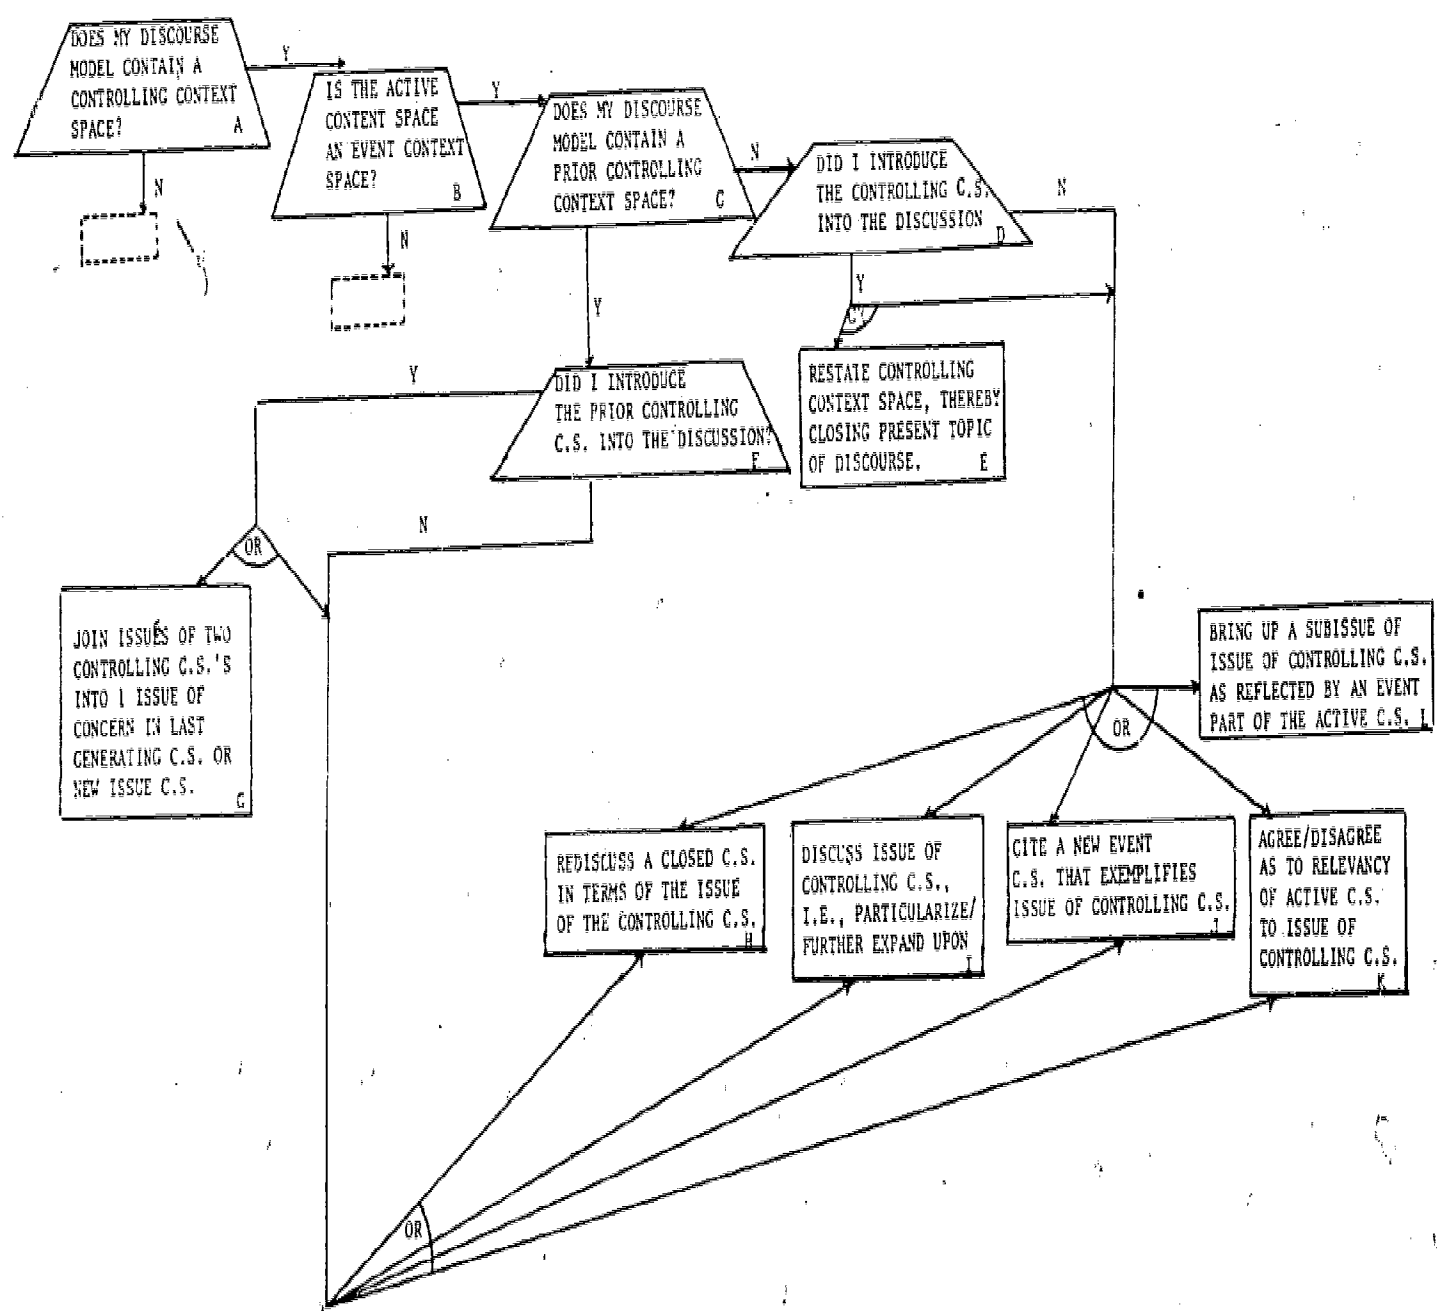 DOES MY DISCOURSE
MODEL CONTAIN A
CONTROLLING CONTEXT
SPACE? A
Y
N
IS THE ACTIVE
CONTENT SPACE
AN EVENT CONTEXT
SPACE? B
Y
N
DOES MY DISCOURSE
MODEL CONTAIN A
PRIOR CONTROLLING
CONTEXT SPACE? C
N
Y
DID I INTRODUCE
THE CONTROLLING C.S.
INTO THE DISCUSSION
D
N
Y
RESTATE CONTROLLING
CONTEXT SPACE, THEREBY
CLOSING PRESENT TOPIC
OF DISCOURSE. E
DID I INTRODUCE
THE PRIOR CONTROLLING
C.S. INTO THE DISCUSSION?
F
Y
N
OR
JOIN ISSUES OF TWO
CONTROLLING C.S.'S
INTO 1 ISSUE OF
CONCERN IN LAST
GENERATING C.S. OR
NEW ISSUE C.S.
G
BRING UP A SUBISSUE OF
ISSUE OF CONTROLLING C.S.
AS REFLECTED BY AN EVENT
PART OF THE ACTIVE C.S. L
OR
REDISCUSS A CLOSED C.S.
IN TERMS OF THE ISSUE
OF THE CONTROLLING C.S.
H
DISCUSS ISSUE OF
CONTROLLING C.S.,
I.E., PARTICULARIZE/
FURTHER EXPAND UPON
I
CITE A NEW EVENT
C.S. THAT EXEMPLIFIES
ISSUE OF CONTROLLING C.S.
J
AGREE/DISAGREE
AS TO RELEVANCY
OF ACTIVE C.S.
TO ISSUE OF
CONTROLLING C.S.
K
OR